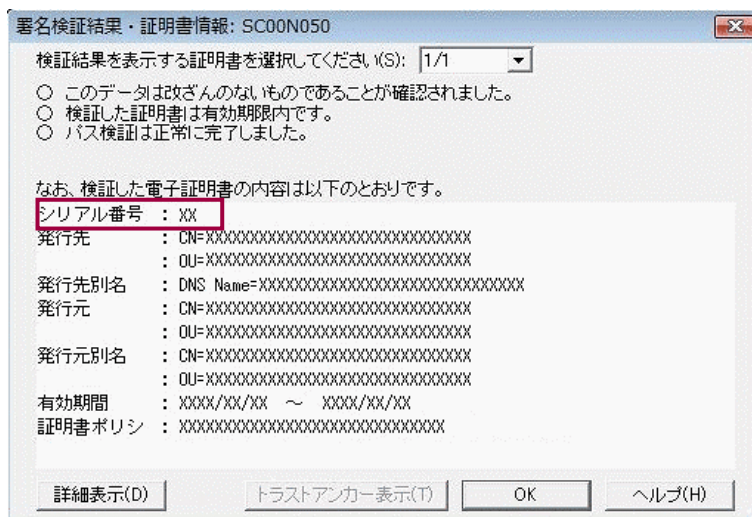 署名検証結果・証明書情報: SC00N050
検証結果を表示する証明書を選択してください(S): 1/1
○ このデータは改ざんのないものであることが確認されました。
○ 検証した証明書は有効期限内です。
○ パス検証は正常に完了しました。
なお、検証した電子証明書の内容は以下のとおりです。
シリアル番号 : XX
発行先 : CN=XXXXXXXXXXXXXXXXXXXXXXXXXXXXXX
: OU=XXXXXXXXXXXXXXXXXXXXXXXXXXXXXX
発行先別名 : DNS Name=XXXXXXXXXXXXXXXXXXXXXXXXXXXXXX
発行元 : CN=XXXXXXXXXXXXXXXXXXXXXXXXXXXXXX
: OU=XXXXXXXXXXXXXXXXXXXXXXXXXXXXXX
発行元別名 : CN=XXXXXXXXXXXXXXXXXXXXXXXXXXXXXX
: OU=XXXXXXXXXXXXXXXXXXXXXXXXXXXXXX
有効期間 : XXXX/XX/XX ～ XXXX/XX/XX
証明書ポリシ : XXXXXXXXXXXXXXXXXXXXXXXXXXXXXX
詳細表示(D) トラストアンカー表示(T) OK ヘルプ(H)